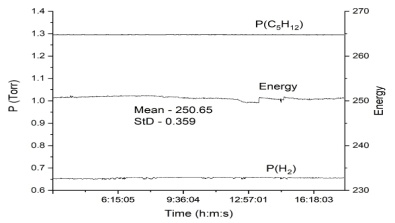 1.4
1.3
1.2
1.1
1.0
0.9
0.8
0.7
0.6
P (Torr)
P(C₅H₁₂)
Energy
Mean - 250.65
StD - 0.359
P(H₂)
270
260
250
240
230
Energy
6:15:05 9:36:04 12:57:01 16:18:03
Time (h:m:s)